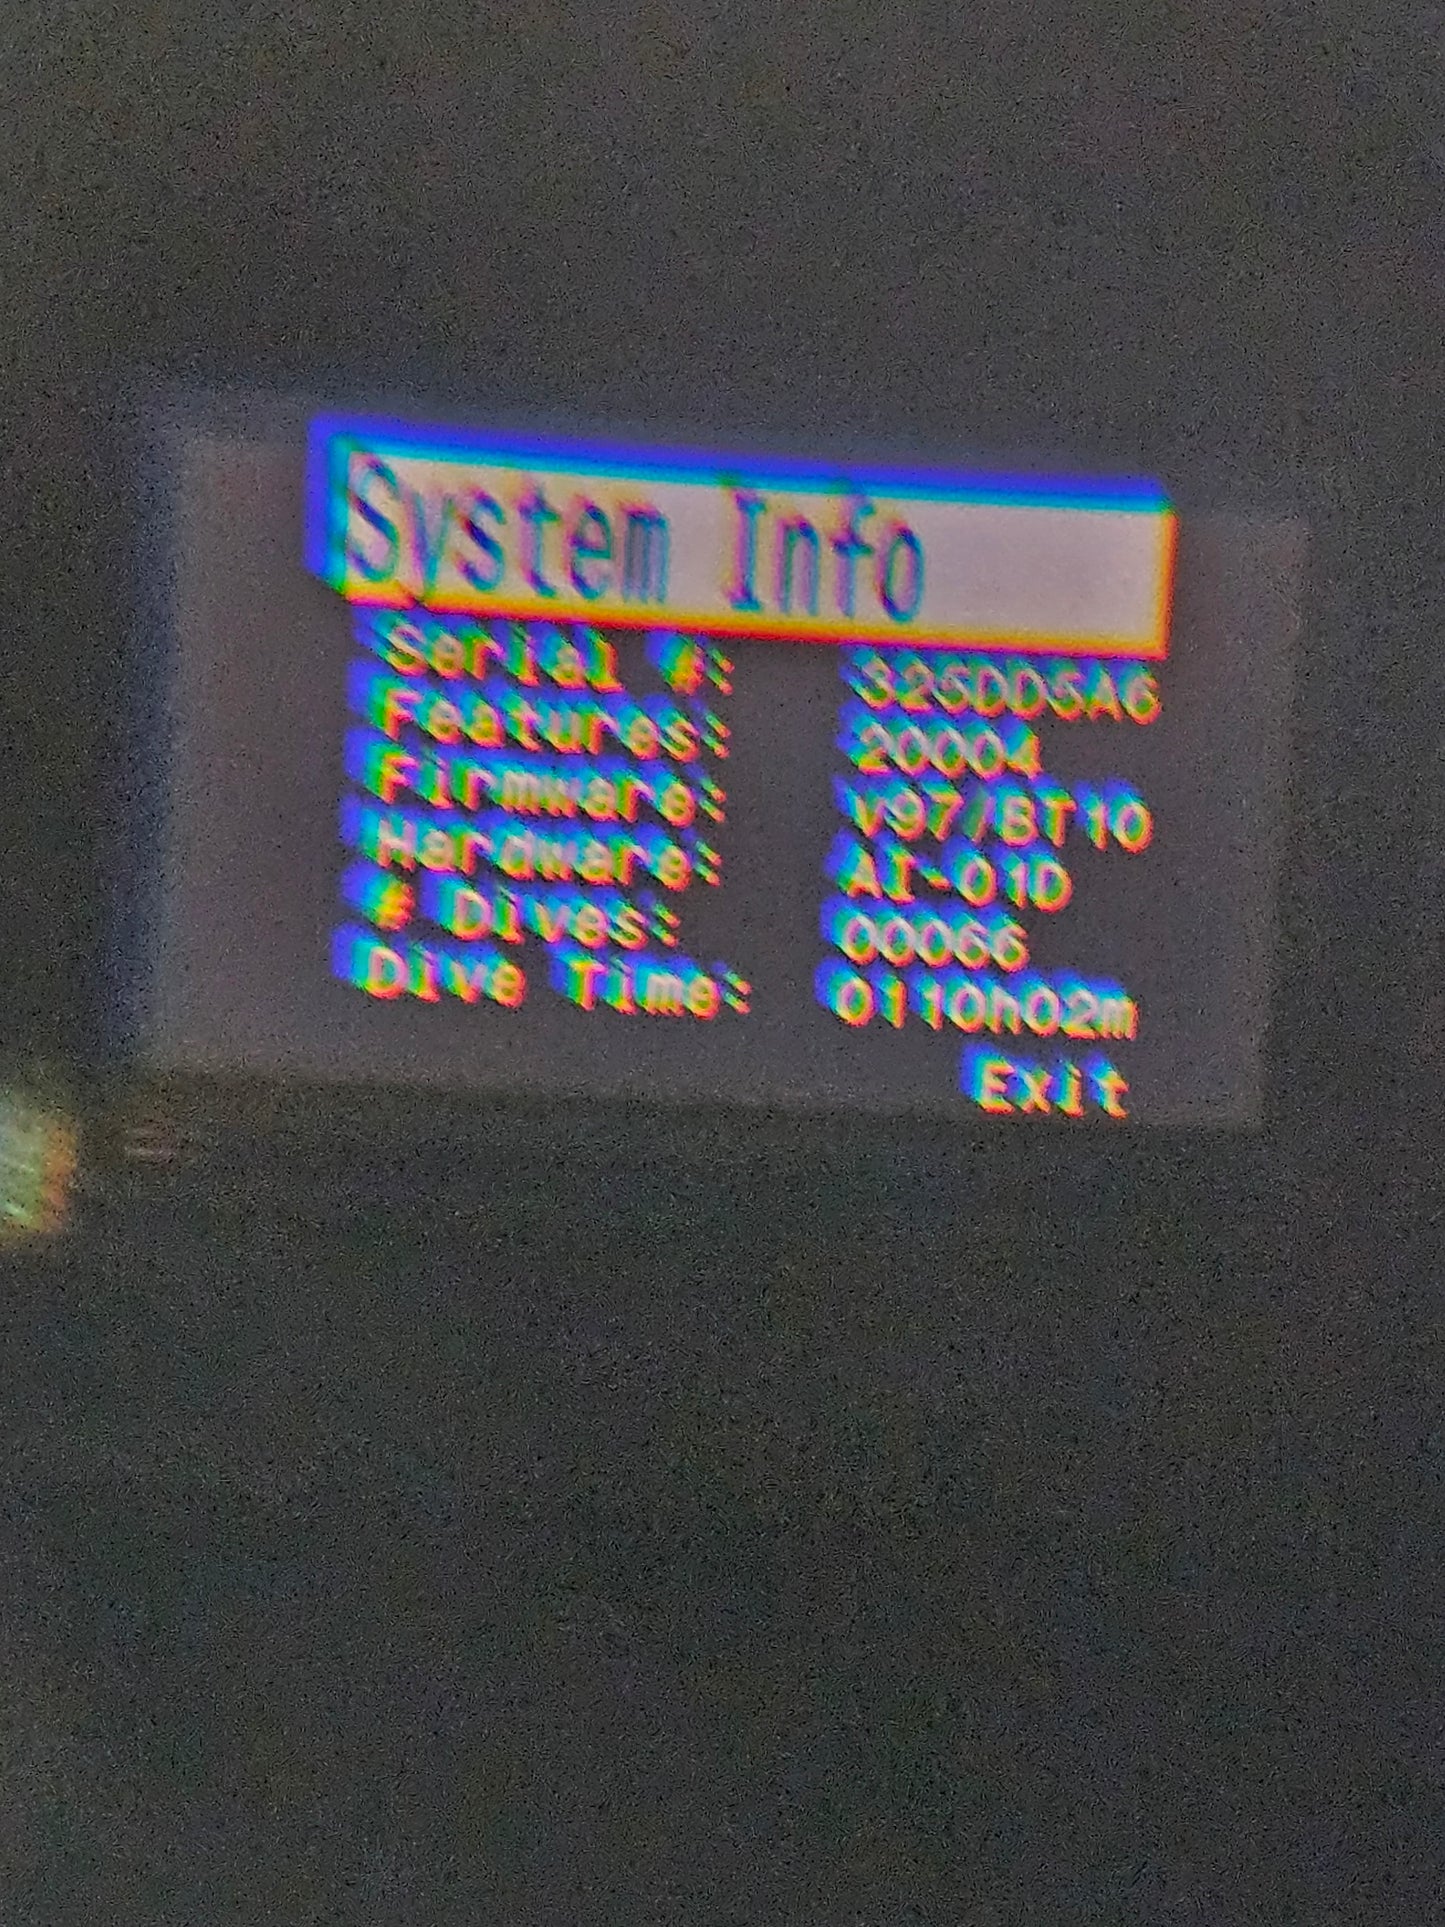 System Info
Serial #: 325DD5A6
Features: 20004
Firmware: v97/BT10
Hardware: AI-01D
# Dives: 00066
Dive Time: 0110h02m
Exit